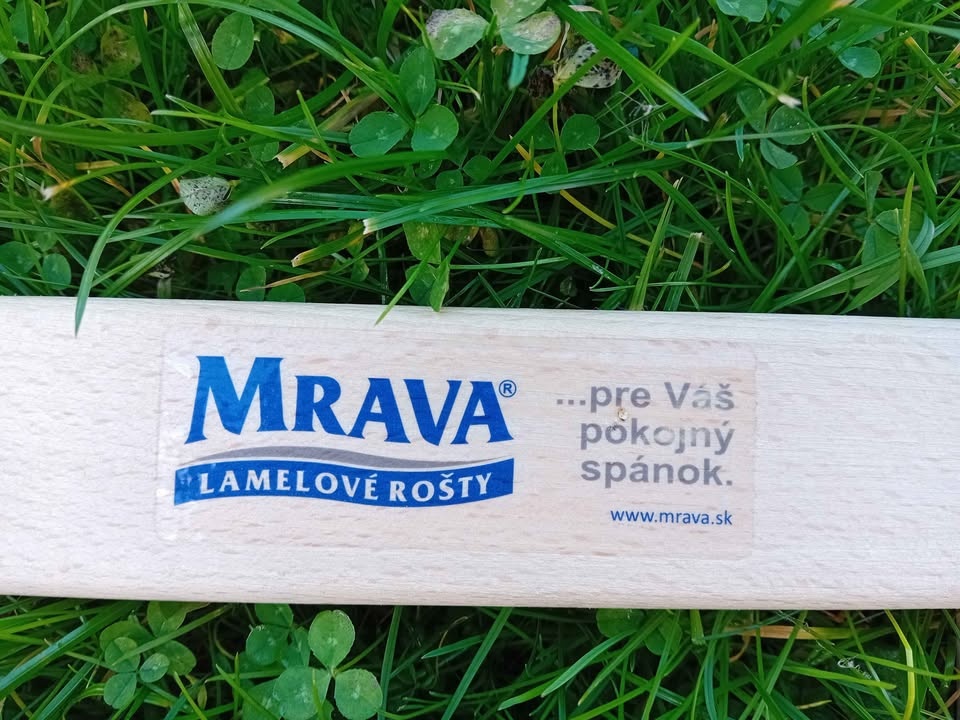 MRAVA®
LAMELOVÉ ROŠTY
...pre Váš
pokojný
spánok.
www.mrava.sk